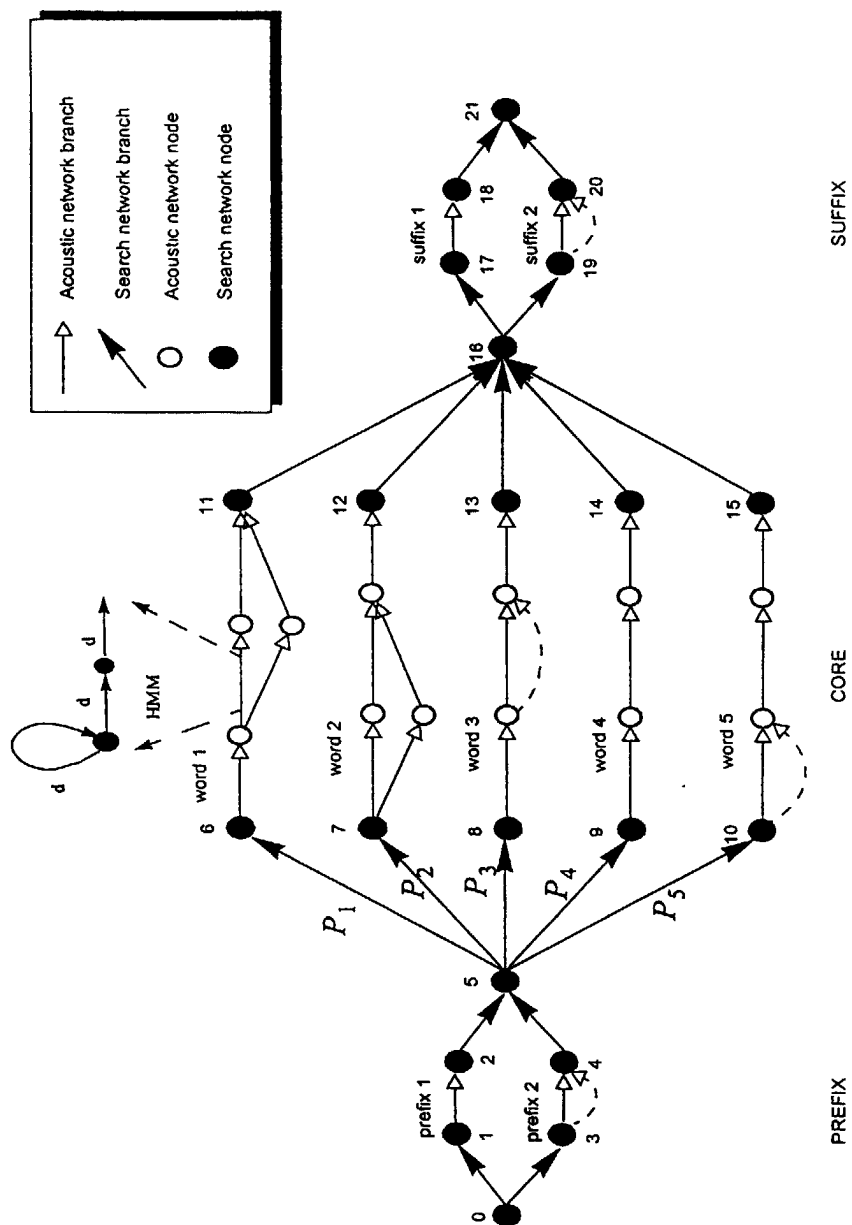 Acoustic network branch
Search network branch
Acoustic network node
Search network node
d
d
d
HMM
word 1
6
11
word 2
7
12
word 3
8
13
word 4
9
14
word 5
10
15
P1
P2
P3
P4
P5
0
prefix 1
1
2
prefix 2
3
4
5
16
suffix 1
17
18
suffix 2
19
20
21
PREFIX
CORE
SUFFIX